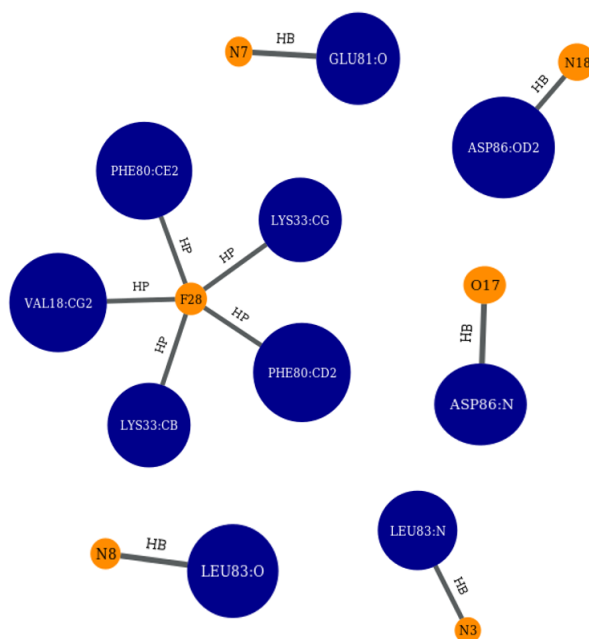 N7
HB
GLU81:O
N18
HB
ASP86:OD2
PHE80:CE2
HP
LYS33:CG
HP
VAL18:CG2
HP
F28
HP
PHE80:CD2
HP
LYS33:CB
O17
HB
ASP86:N
N8
HB
LEU83:O
LEU83:N
HB
N3